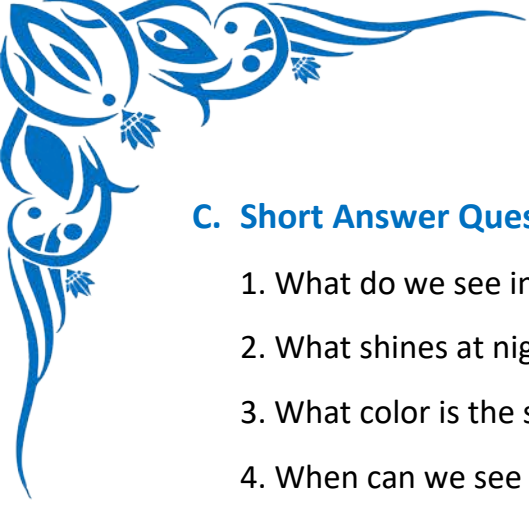 C. Short Answer Ques
1. What do we see in
2. What shines at nig
3. What color is the s
4. When can we see